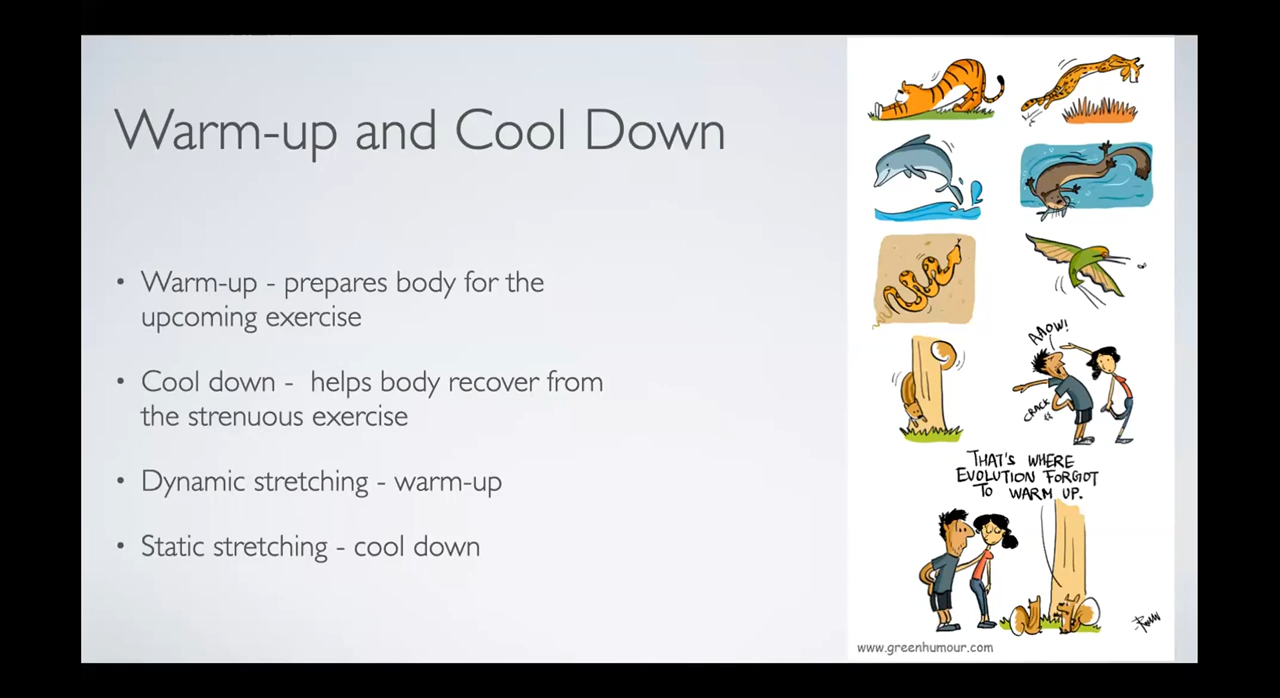 Warm-up and Cool Down
• Warm-up - prepares body for the
upcoming exercise
• Cool down - helps body recover from
the strenuous exercise
• Dynamic stretching - warm-up
• Static stretching - cool down
AAOW!
CRACK
THAT'S WHERE
EVOLUTION FORGOT
TO WARM UP.
www.greenhumour.com